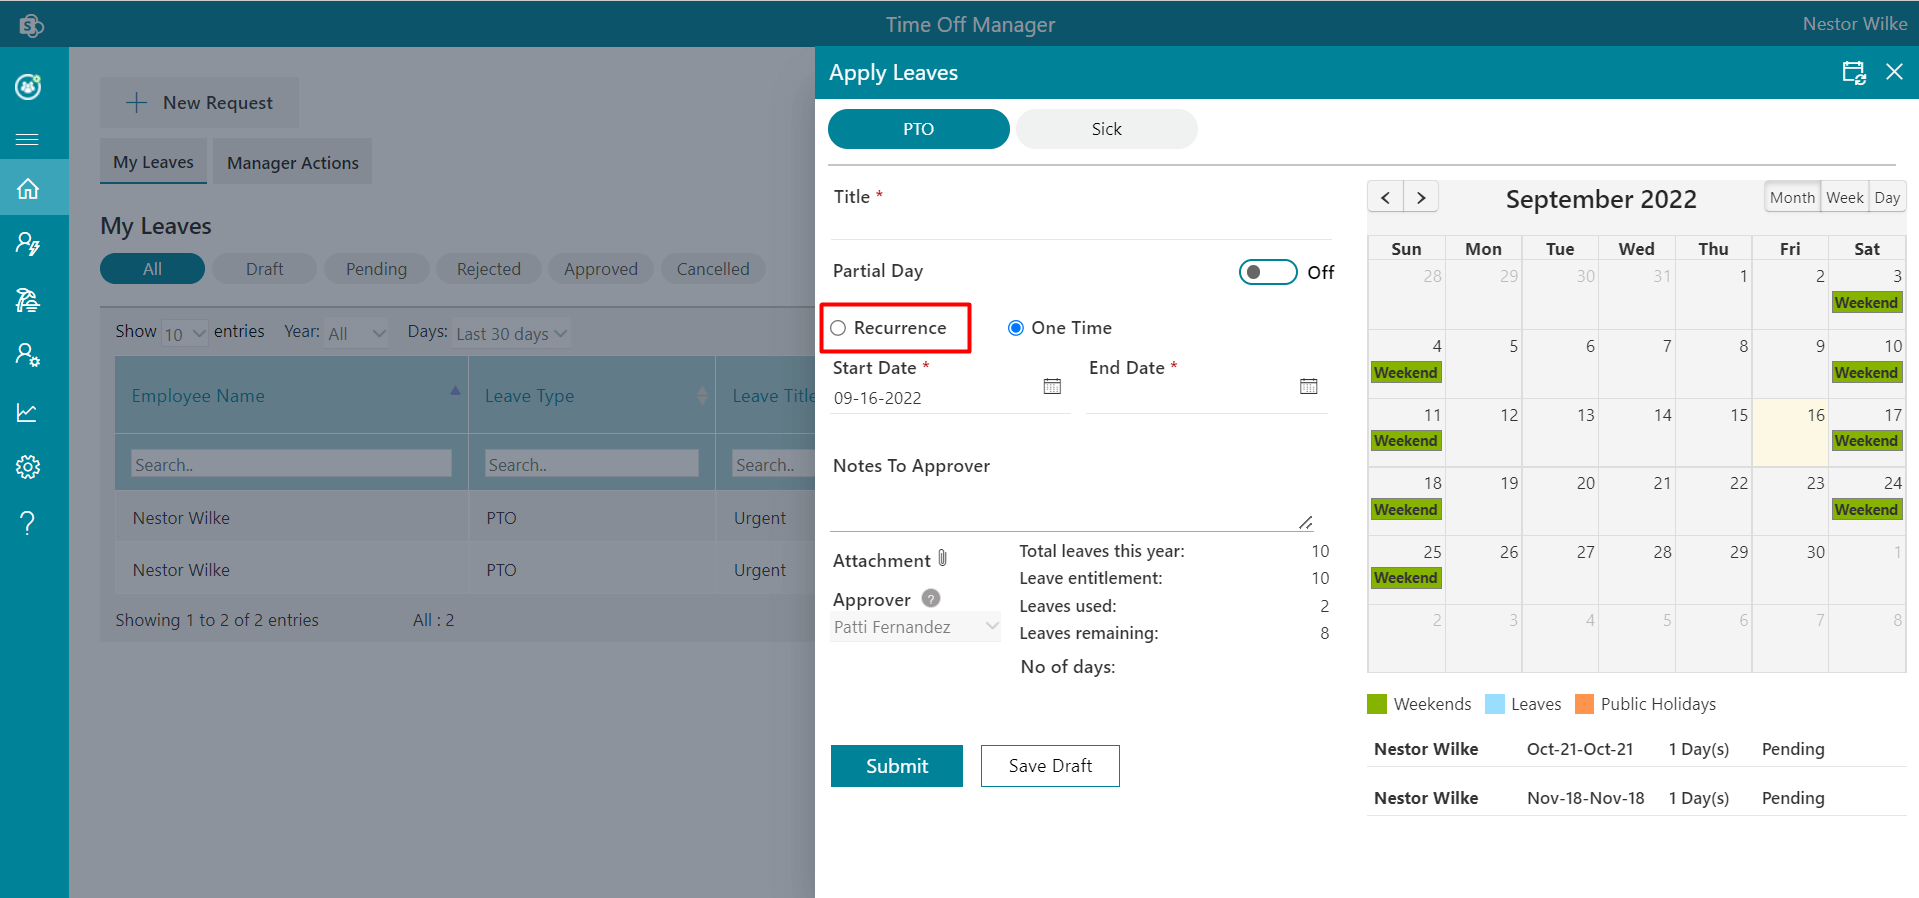 Time Off Manager
Nestor Wilke
New Request
My Leaves Manager Actions
My Leaves
All Draft Pending Rejected Approved Cancelled
Show 10 entries Year: All Days: Last 30 days
Employee Name Leave Type Leave Title
Search.. Search.. Search..
Nestor Wilke PTO Urgent
Nestor Wilke PTO Urgent
Showing 1 to 2 of 2 entries All : 2
Apply Leaves
PTO Sick
Title *
Partial Day Off
Recurrence One Time
Start Date * End Date *
09-16-2022
Notes To Approver
Attachment
Approver ?
Patti Fernandez
Total leaves this year: 10
Leave entitlement: 10
Leaves used: 2
Leaves remaining: 8
No of days:
Submit Save Draft
< > September 2022 Month Week Day
Sun Mon Tue Wed Thu Fri Sat
28 29 30 31 1 2 3
Weekend
4 5 6 7 8 9 10
Weekend Weekend
11 12 13 14 15 16 17
Weekend Weekend
18 19 20 21 22 23 24
Weekend Weekend
25 26 27 28 29 30 1
Weekend
2 3 4 5 6 7 8
Weekends Leaves Public Holidays
Nestor Wilke Oct-21-Oct-21 1 Day(s) Pending
Nestor Wilke Nov-18-Nov-18 1 Day(s) Pending